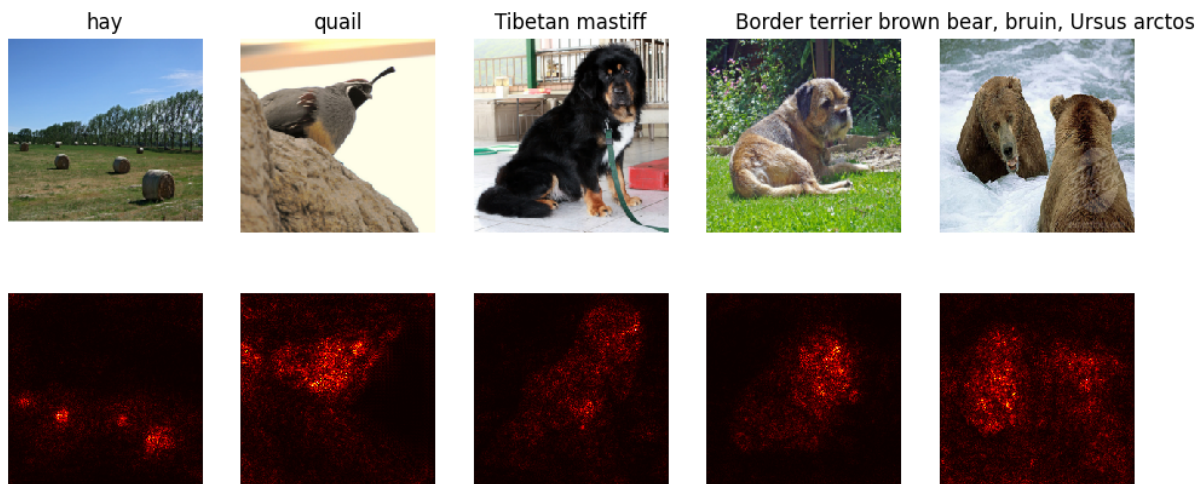 hay
quail
Tibetan mastiff
Border terrier
brown bear, bruin, Ursus arctos